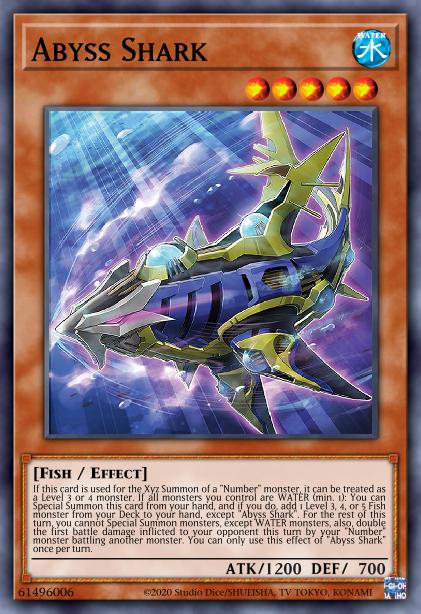 ABYSS SHARK
WATER
水
[FISH / EFFECT]
If this card is used for the Xyz Summon of a "Number" monster, it can be treated as
a Level 3 or 4 monster. If all monsters you control are WATER (min. 1): You can
Special Summon this card from your hand, and if you do, add 1 Level 3, 4, or 5 Fish
monster from your Deck to your hand, except "Abyss Shark". For the rest of this
turn, you cannot Special Summon monsters, except WATER monsters, also, double
the first battle damage inflicted to your opponent this turn by your "Number"
monster battling another monster. You can only use this effect of "Abyss Shark"
once per turn.
ATK/1200 DEF/ 700
61496006
©2020 Studio Dice/SHUEISHA, TV TOKYO, KONAMI